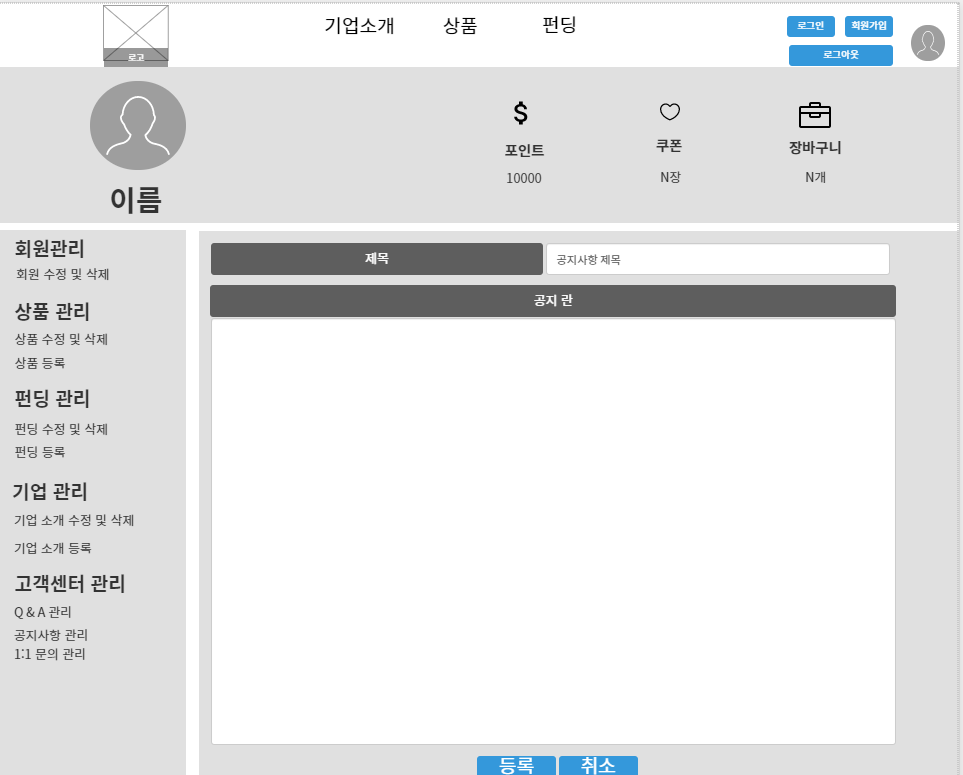 로고
기업소개 상품 펀딩
로그인 회원가입
로그아웃
이름
$
포인트 쿠폰 장바구니
10000 N장 N개
회원관리
회원 수정 및 삭제
상품 관리
상품 수정 및 삭제
상품 등록
펀딩 관리
펀딩 수정 및 삭제
펀딩 등록
기업 관리
기업 소개 수정 및 삭제
기업 소개 등록
고객센터 관리
Q & A 관리
공지사항 관리
1:1 문의 관리
제목 공지사항 제목
공지 란
등록 취소